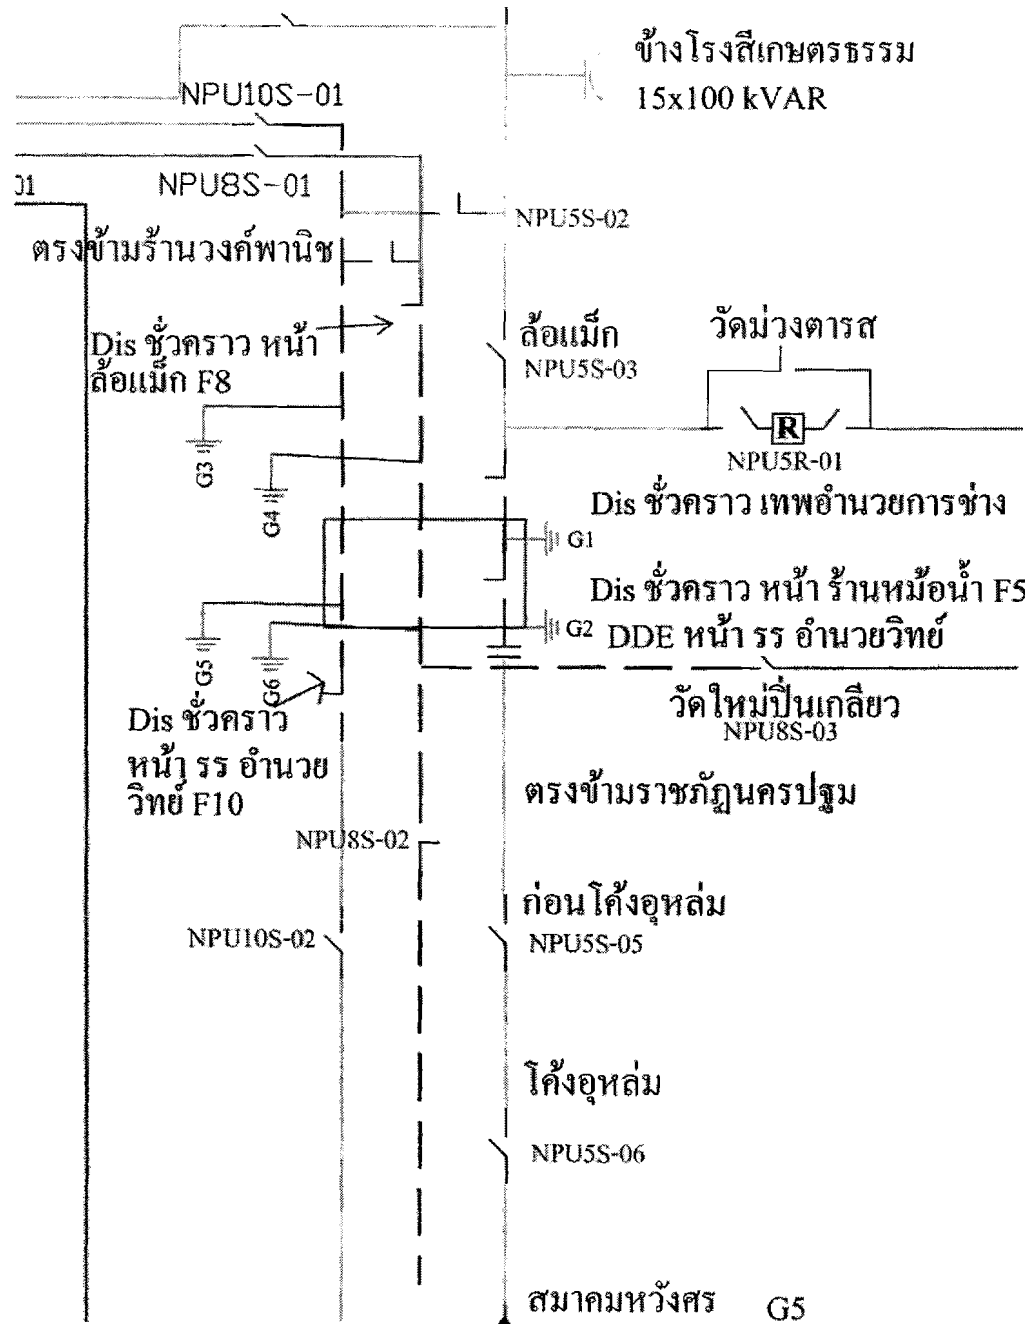 ข้างโรงสีเกษตรธรรม
15x100 kVAR
NPU10S-01
01
NPU8S-01
NPU5S-02
ตรงข้ามร้านวงค์พานิช
Dis ชั่วคราว หน้า
ล้อแม็ก F8
ล้อแม็ก
NPU5S-03
วัดม่วงตารส
R
NPU5R-01
G3
G4
Dis ชั่วคราว เทพอำนวยการช่าง
G1
Dis ชั่วคราว หน้า ร้านหม้อน้ำ F5
G2
DDE หน้า รร อำนวยวิทย์
G5
G6
วัดใหม่ปิ่นเกลียว
NPU8S-03
Dis ชั่วคราว
หน้า รร อำนวย
วิทย์ F10
ตรงข้ามราชภัฏนครปฐม
NPU8S-02
ก่อนโค้งอุหล่ม
NPU10S-02
NPU5S-05
โค้งอุหล่ม
NPU5S-06
สมาคมหวังศร
G5